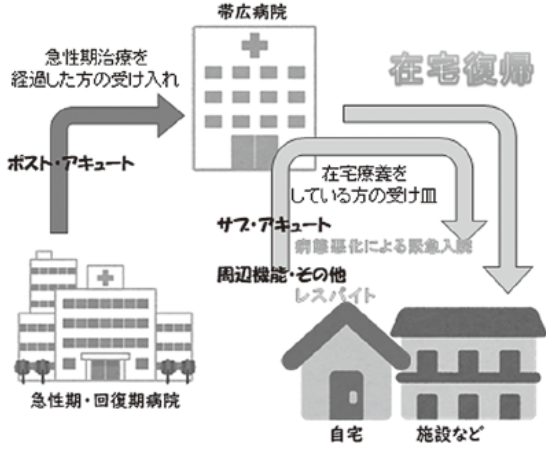 帯広病院
急性期治療を
経過した方の受け入れ
在宅復帰
ポスト・アキュート
在宅療養を
している方の受け皿
サブ・アキュート
病態悪化による緊急入院
周辺機能・その他
レスパイト
急性期・回復期病院
自宅
施設など